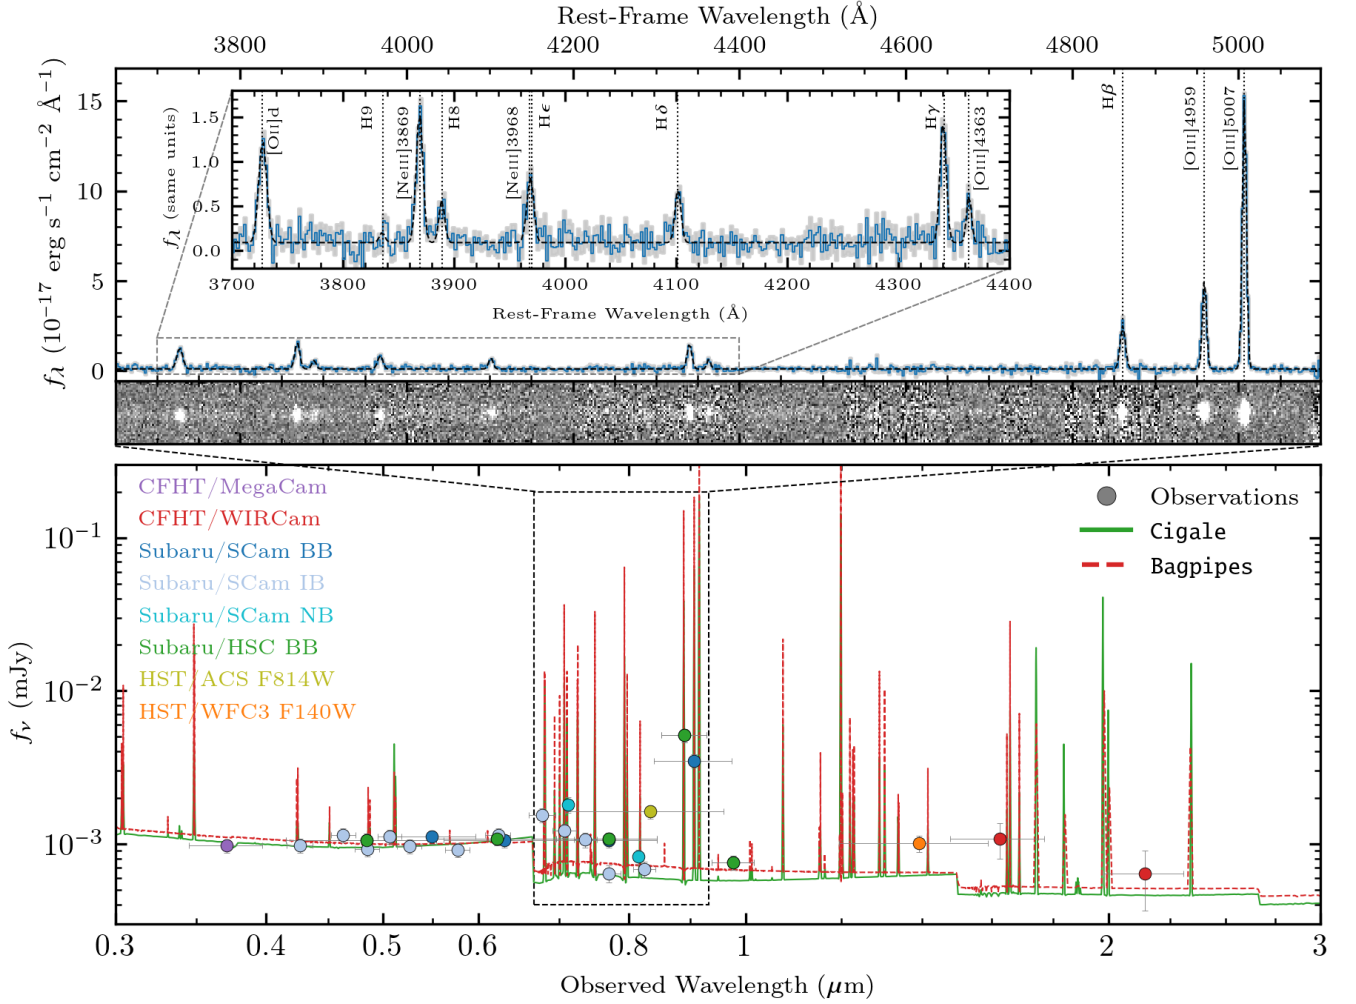 Rest-Frame Wavelength (Å)
3800 4000 4200 4400 4600 4800 5000
f_λ (10⁻¹⁷ erg s⁻¹ cm⁻² Å⁻¹)
15
10
5
0
f_λ (same units)
1.5
1.0
0.5
0.0
[OII]d
H9
[NeIII]3869
H8
[NeIII]3968
Hϵ
Hδ
Hγ
[OIII]4363
Hβ
[OIII]4959
[OIII]5007
3700 3800 3900 4000 4100 4200 4300 4400
Rest-Frame Wavelength (Å)
f_ν (mJy)
10⁻¹
10⁻²
10⁻³
CFHT/MegaCam
CFHT/WIRCam
Subaru/SCam BB
Subaru/SCam IB
Subaru/SCam NB
Subaru/HSC BB
HST/ACS F814W
HST/WFC3 F140W
Observations
Cigale
Bagpipes
0.3 0.4 0.5 0.6 0.8 1 2 3
Observed Wavelength (μm)